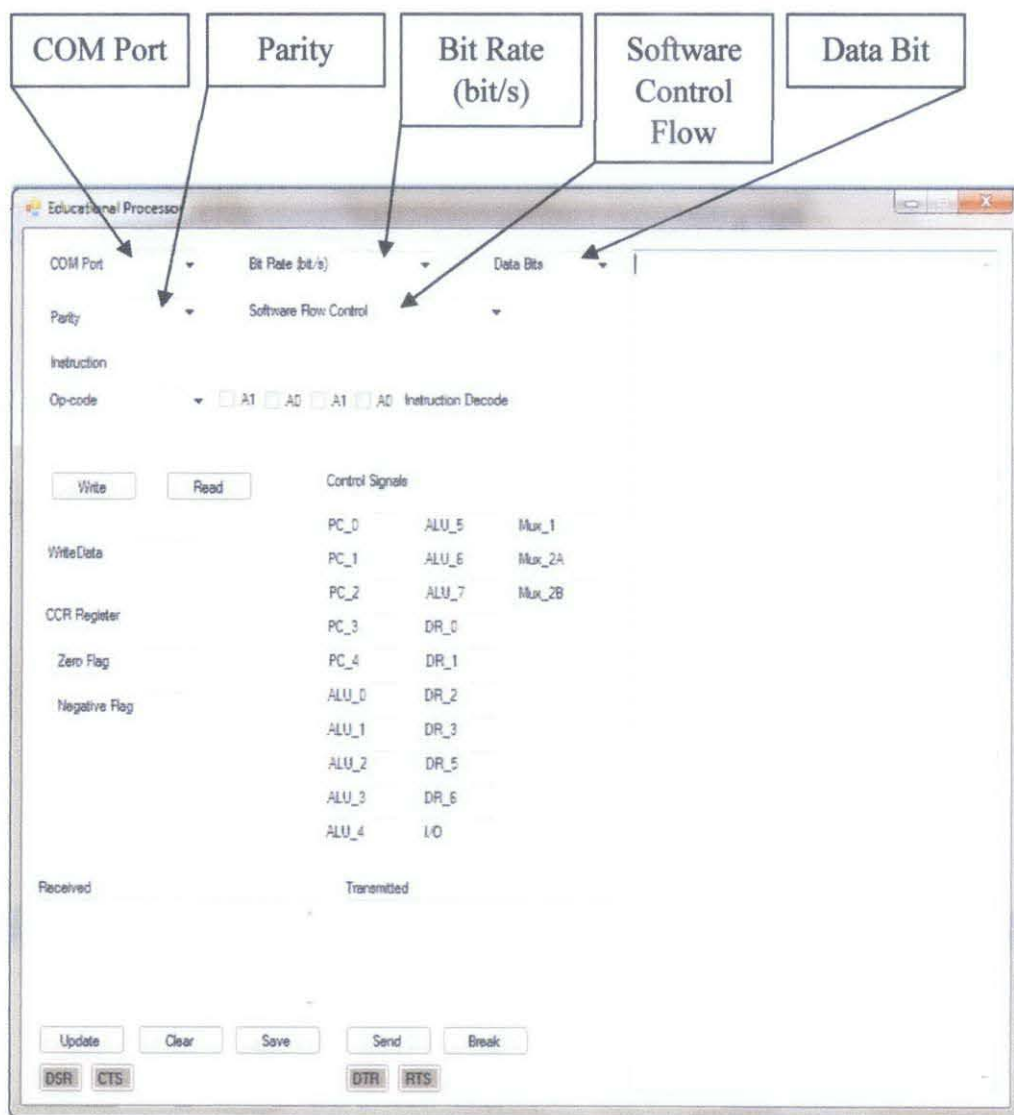 COM Port
Parity
Bit Rate
(bit/s)
Software
Control
Flow
Data Bit
Educational Processor
COM Port
Bit Rate (bit/s)
Data Bits
Parity
Software Flow Control
Instruction
Op-code
A1 A0 A1 A0 Instruction Decode
Write
Read
Control Signals
PC_0 ALU_5 Mux_1
WriteData
PC_1 ALU_6 Mux_2A
PC_2 ALU_7 Mux_2B
CCR Register
PC_3 DR_0
Zero Flag
PC_4 DR_1
ALU_0 DR_2
Negative Flag
ALU_1 DR_3
ALU_2 DR_5
ALU_3 DR_6
ALU_4 I/O
Received
Transmitted
Update Clear Save Send Break
DSR CTS DTR RTS